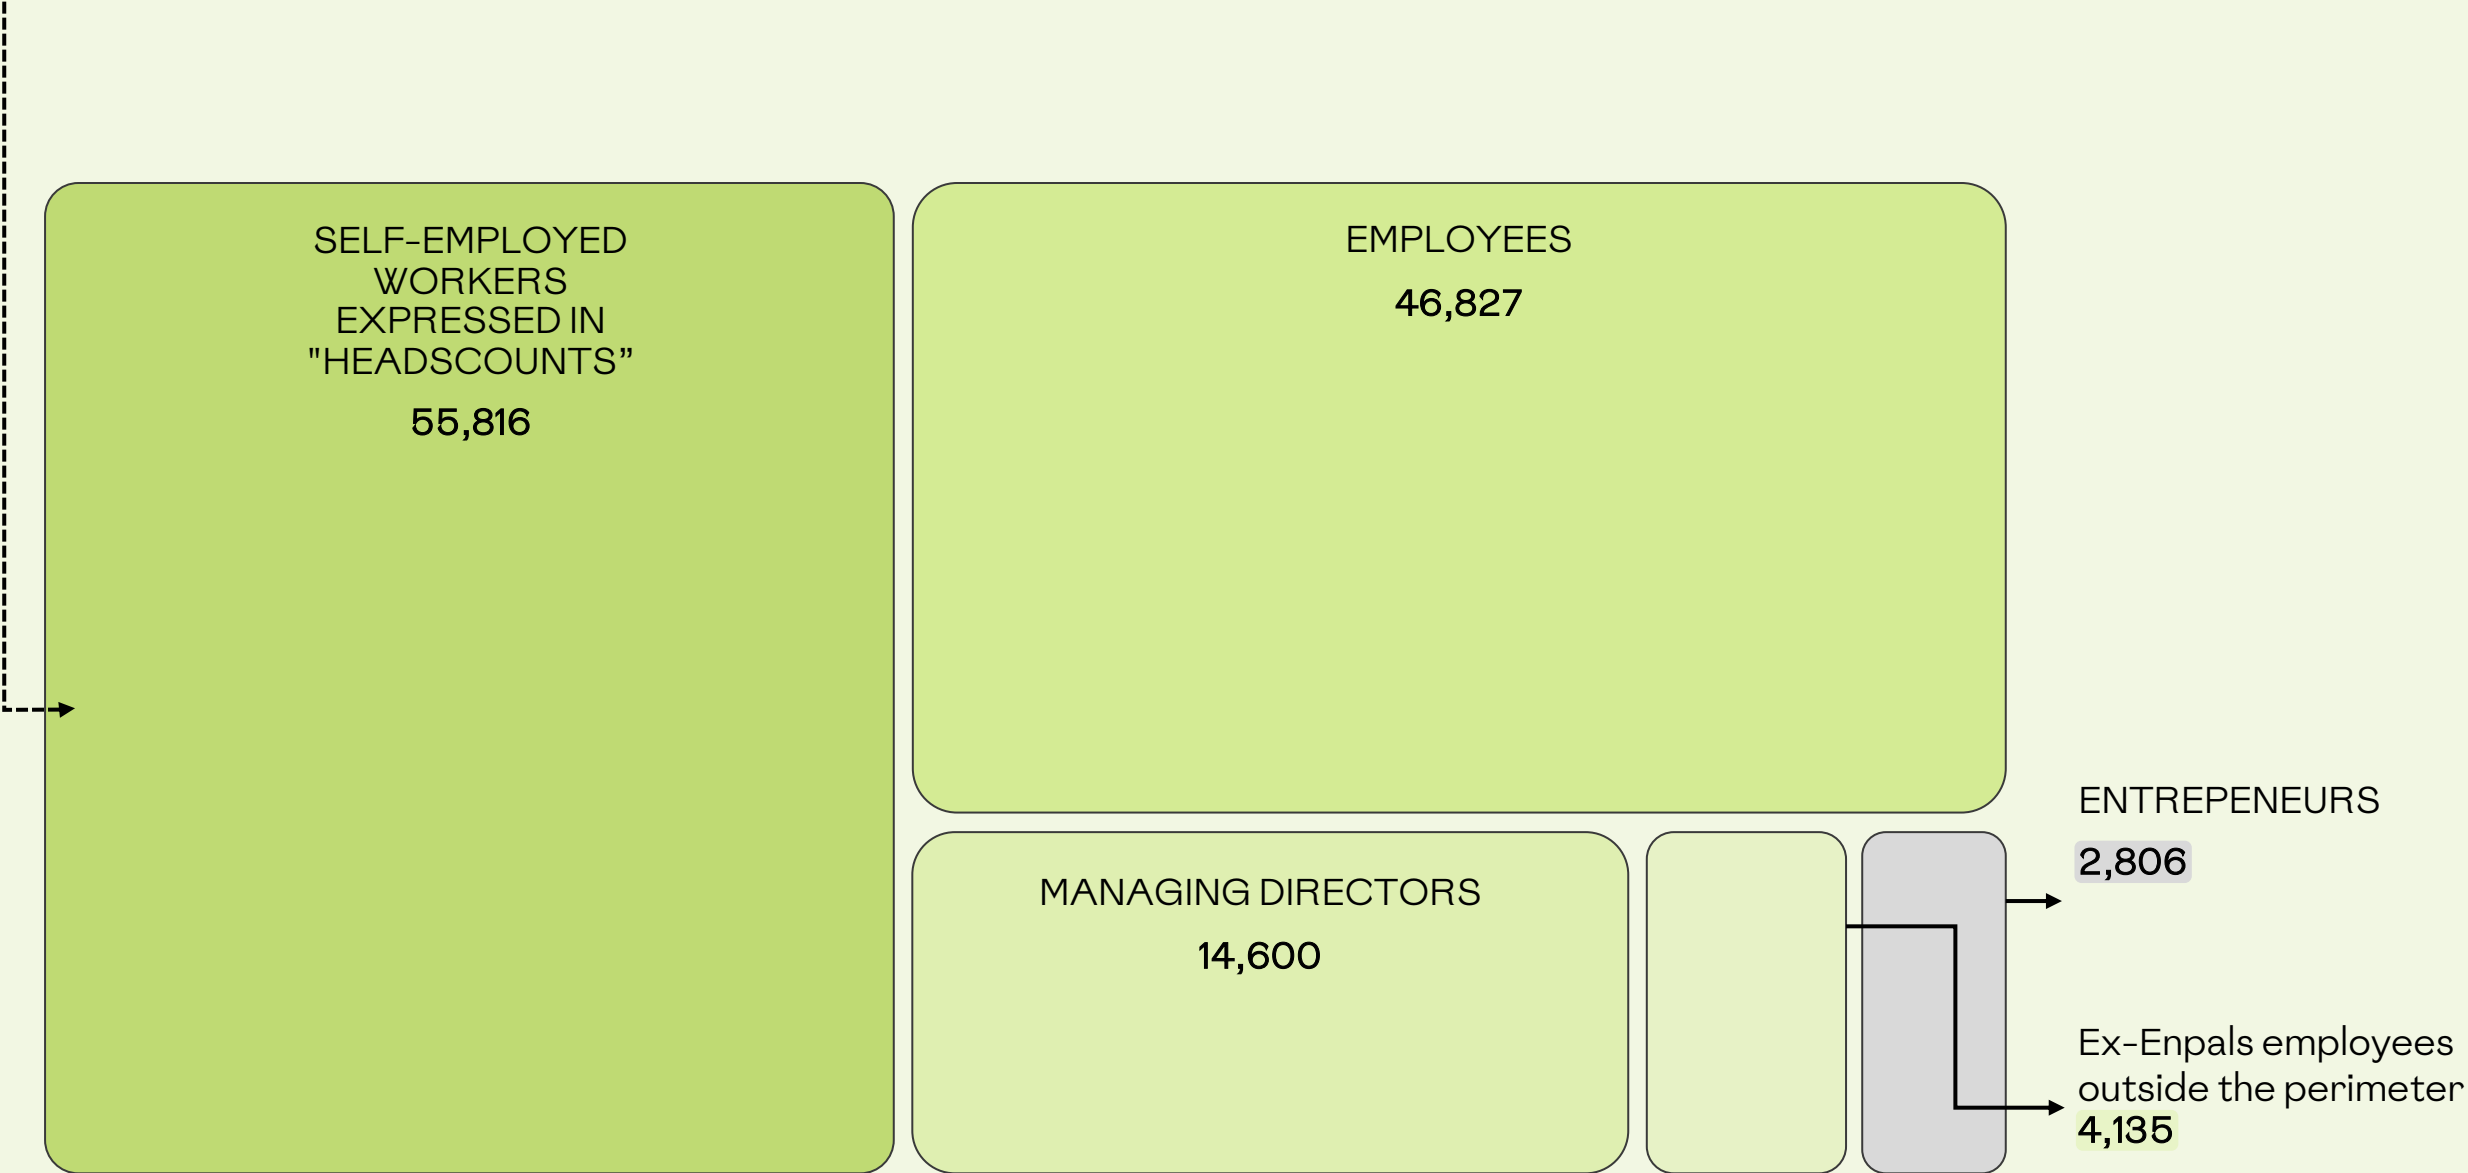 SELF-EMPLOYED
WORKERS
EXPRESSED IN
"HEADSCOUNTS”
55,816
EMPLOYEES
46,827
MANAGING DIRECTORS
14,600
ENTREPENEURS
2,806
Ex-Enpals employees
outside the perimeter
4,135